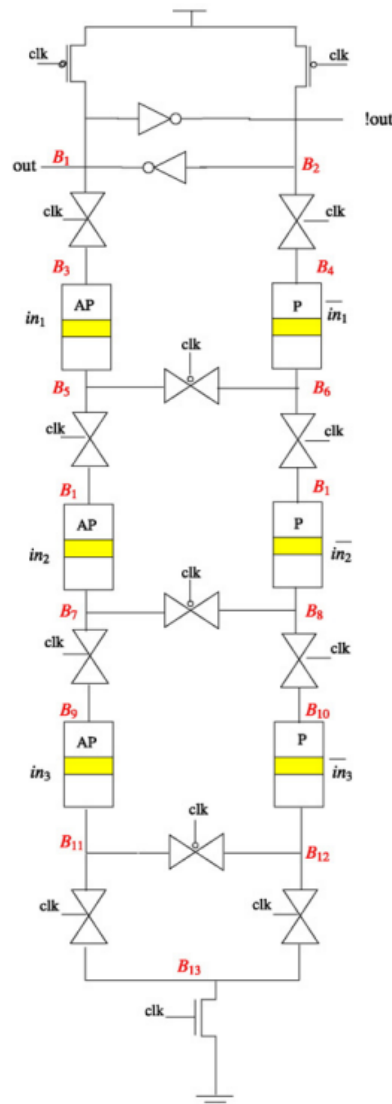 clk clk
!out
out B₁ B₂
clk clk
B₃ B₄
in₁ AP P in₁
clk
B₅ B₆
clk clk
B₁ B₁
in₂ AP P in₂
clk
B₇ B₈
clk clk
B₉ B₁₀
in₃ AP P in₃
clk
B₁₁ B₁₂
clk clk
B₁₃
clk